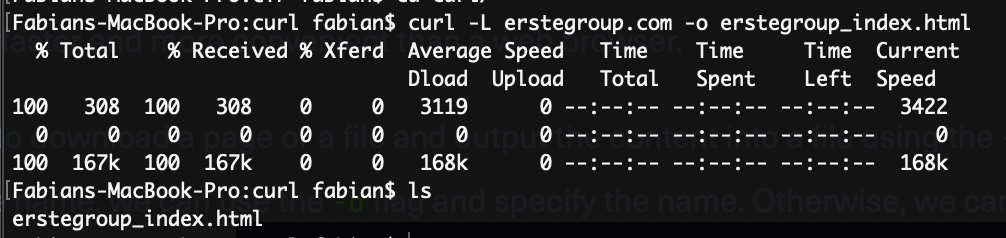 Fabians-MacBook-Pro:curl fabian$ curl -L erstegroup.com -o erstegroup_index.html
% Total % Received % Xferd Average Speed Time Time Time Current
Dload Upload Total Spent Left Speed
100 308 100 308 0 0 3119 0 --:--:-- --:--:-- --:--:-- 3422
0 0 0 0 0 0 0 0 --:--:-- --:--:-- --:--:-- 0
100 167k 100 167k 0 0 168k 0 --:--:-- --:--:-- --:--:-- 168k
[Fabians-MacBook-Pro:curl fabian$ ls
erstegroup_index.html